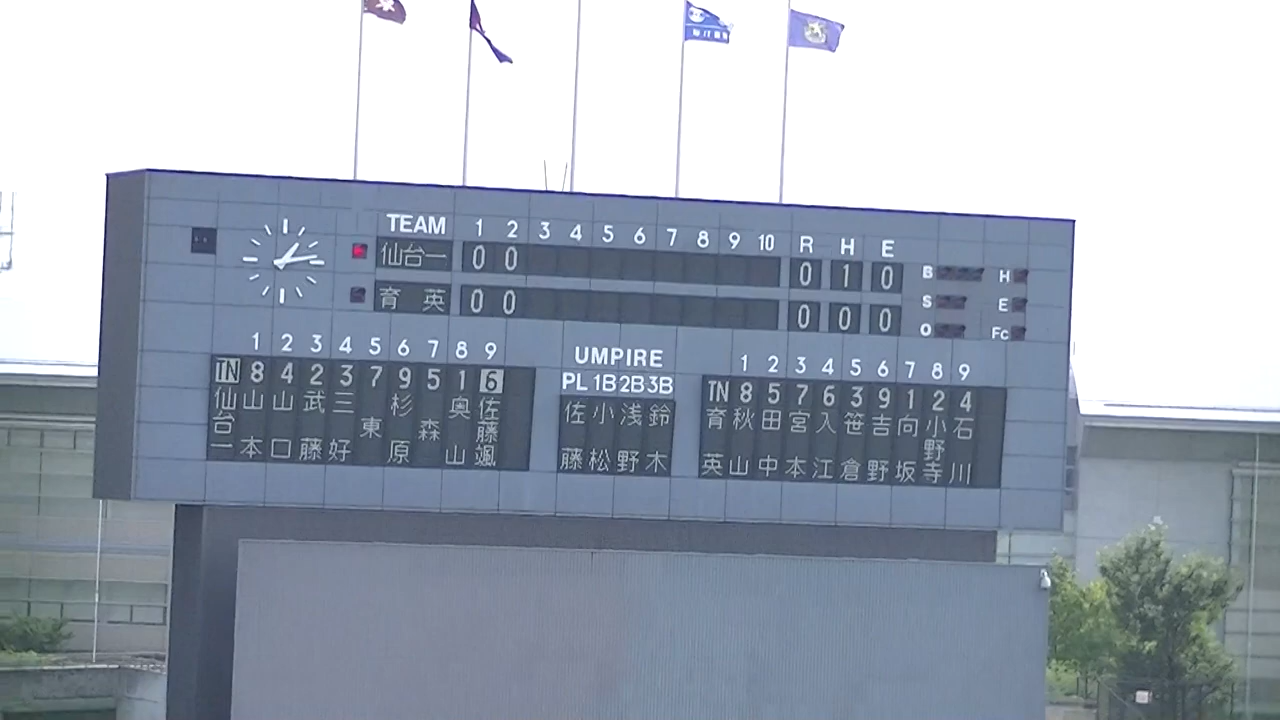 TEAM 1 2 3 4 5 6 7 8 9 10 R H E
仙台一 0 0 0 1 0
育英 0 0 0 0 0
B H
S E
O Fc
1 2 3 4 5 6 7 8 9
IN 8 4 2 3 7 9 5 1 6
仙台一 山本 山口 武藤 三好 東 杉原 森 奥山 佐藤颯
UMPIRE
PL 1B 2B 3B
佐藤 小松 浅野 鈴木
1 2 3 4 5 6 7 8 9
IN 8 5 7 6 3 9 1 2 4
育英 秋山 田中 宮本 入江 笹倉 吉野 向坂 小野寺 石川